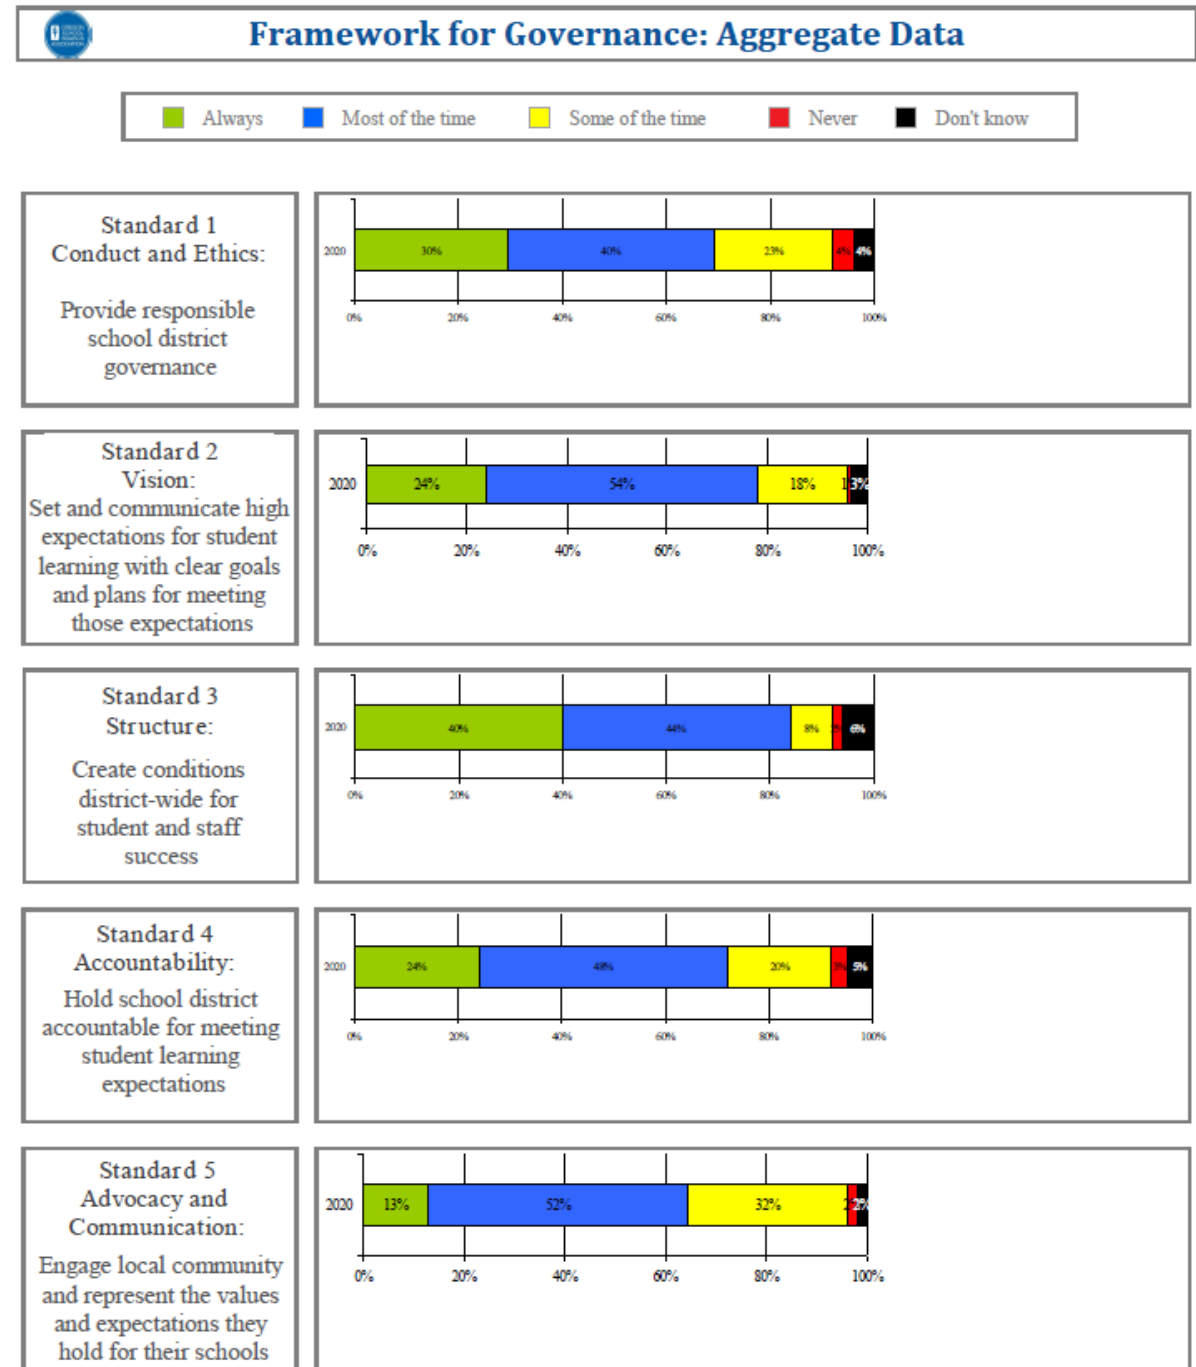 Framework for Governance: Aggregate Data
OREGON
SCHOOL
BOARDS
ASSOCIATION
Always Most of the time Some of the time Never Don't know
Standard 1
Conduct and Ethics:
Provide responsible
school district
governance
2020 30% 40% 23% 4% 4%
0% 20% 40% 60% 80% 100%
Standard 2
Vision:
Set and communicate high
expectations for student
learning with clear goals
and plans for meeting
those expectations
2020 24% 54% 18% 1 3%
0% 20% 40% 60% 80% 100%
Standard 3
Structure:
Create conditions
district-wide for
student and staff
success
2020 40% 44% 8% 6%
0% 20% 40% 60% 80% 100%
Standard 4
Accountability:
Hold school district
accountable for meeting
student learning
expectations
2020 24% 48% 20% 3% 5%
0% 20% 40% 60% 80% 100%
Standard 5
Advocacy and
Communication:
Engage local community
and represent the values
and expectations they
hold for their schools
2020 13% 52% 32% 2 2%
0% 20% 40% 60% 80% 100%